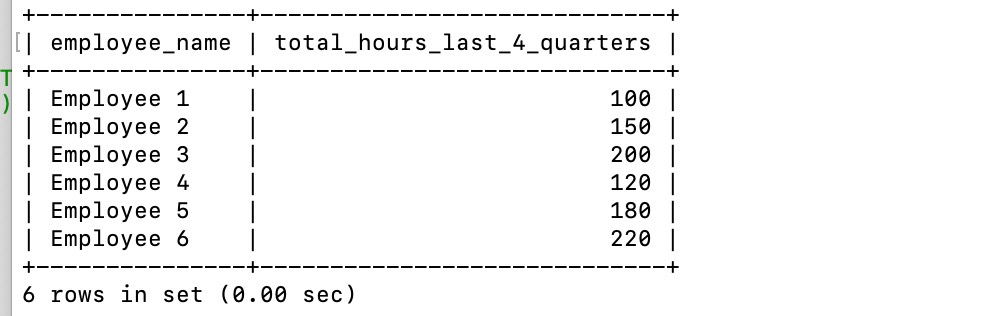 +---------------+-----------------------------+
[| employee_name | total_hours_last_4_quarters |
T +---------------+-----------------------------+
) | Employee 1    |                         100 |
| Employee 2    |                         150 |
| Employee 3    |                         200 |
| Employee 4    |                         120 |
| Employee 5    |                         180 |
| Employee 6    |                         220 |
+---------------+-----------------------------+
6 rows in set (0.00 sec)